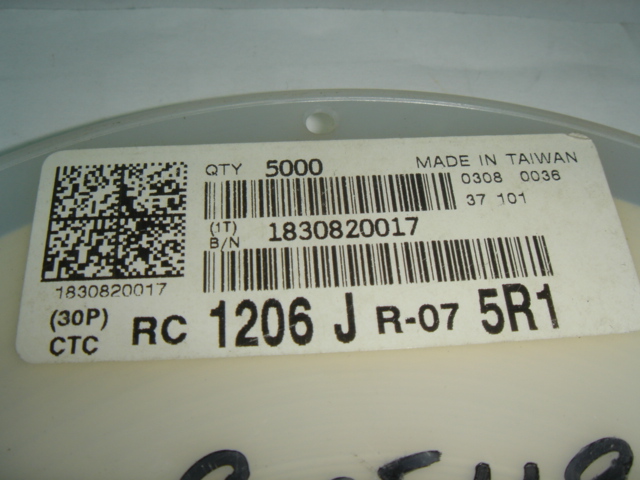 QTY 5000 MADE IN TAIWAN
0308 0036
37 101
(1T)
B/N 1830820017
1830820017
(30P)
CTC RC 1206 J R-07 5R1